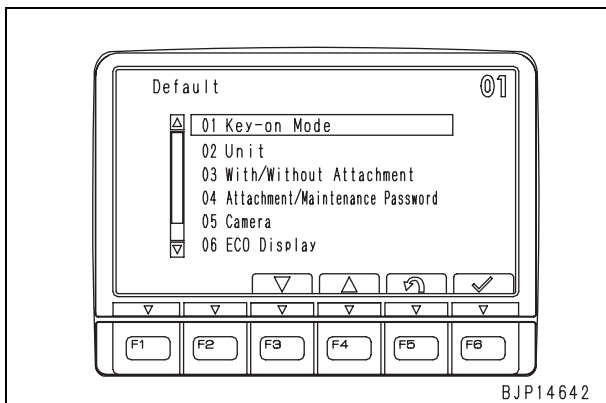 Default
01
01 Key-on Mode
02 Unit
03 With/Without Attachment
04 Attachment/Maintenance Password
05 Camera
06 ECO Display
F1 F2 F3 F4 F5 F6
BJP14642